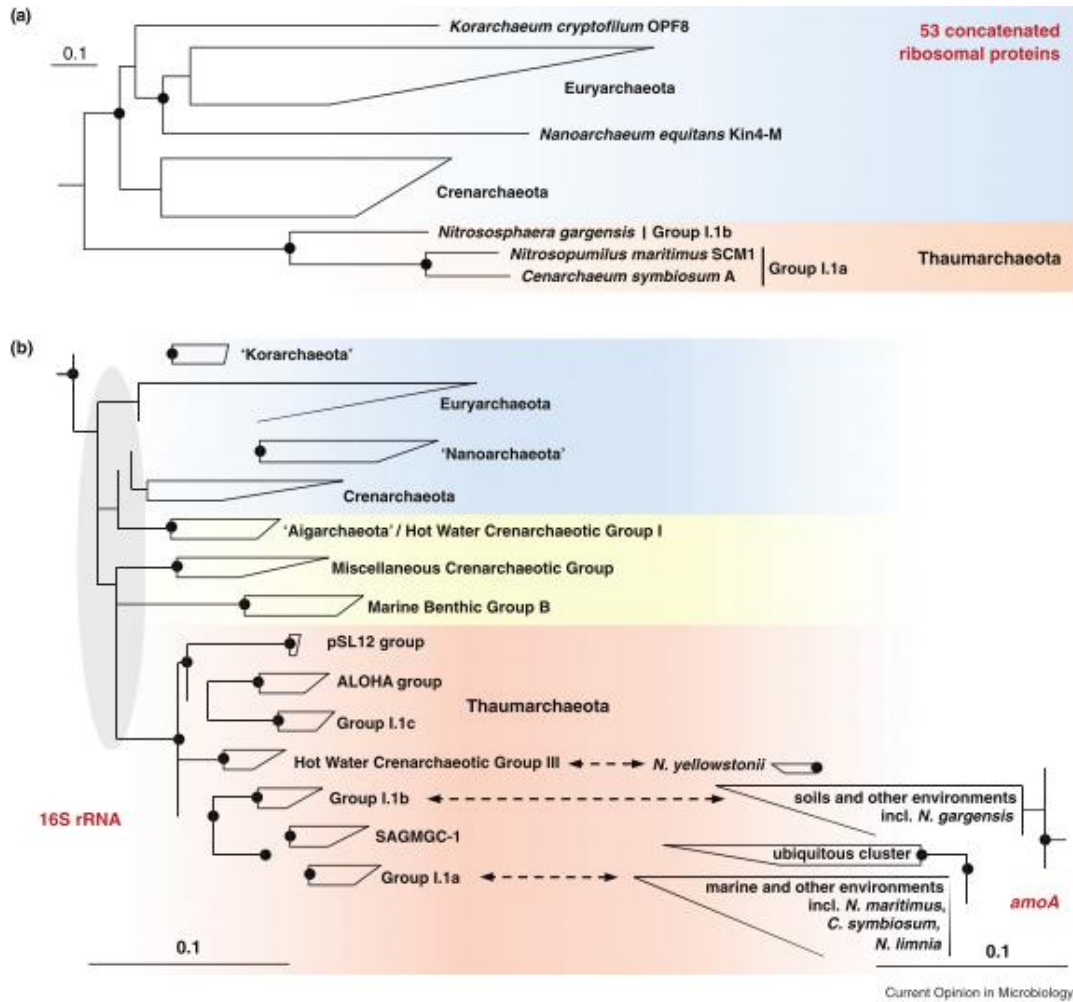 (a)
Korarchaeum cryptofilum OPF8
53 concatenated
ribosomal proteins
0.1
Euryarchaeota
Nanoarchaeum equitans Kin4-M
Crenarchaeota
Nitrososphaera gargensis | Group I.1b
Nitrosopumilus maritimus SCM1
Cenarchaeum symbiosum A
Group I.1a
Thaumarchaeota
(b)
'Korarchaeota'
Euryarchaeota
'Nanoarchaeota'
Crenarchaeota
'Aigarchaeota' / Hot Water Crenarchaeotic Group I
Miscellaneous Crenarchaeotic Group
Marine Benthic Group B
pSL12 group
ALOHA group
Thaumarchaeota
Group I.1c
Hot Water Crenarchaeotic Group III
N. yellowstonii
16S rRNA
Group I.1b
soils and other environments
incl. N. gargensis
SAGMGC-1
ubiquitous cluster
Group I.1a
marine and other environments
incl. N. maritimus,
C. symbiosum,
N. limnia
amoA
0.1
0.1
Current Opinion in Microbiology